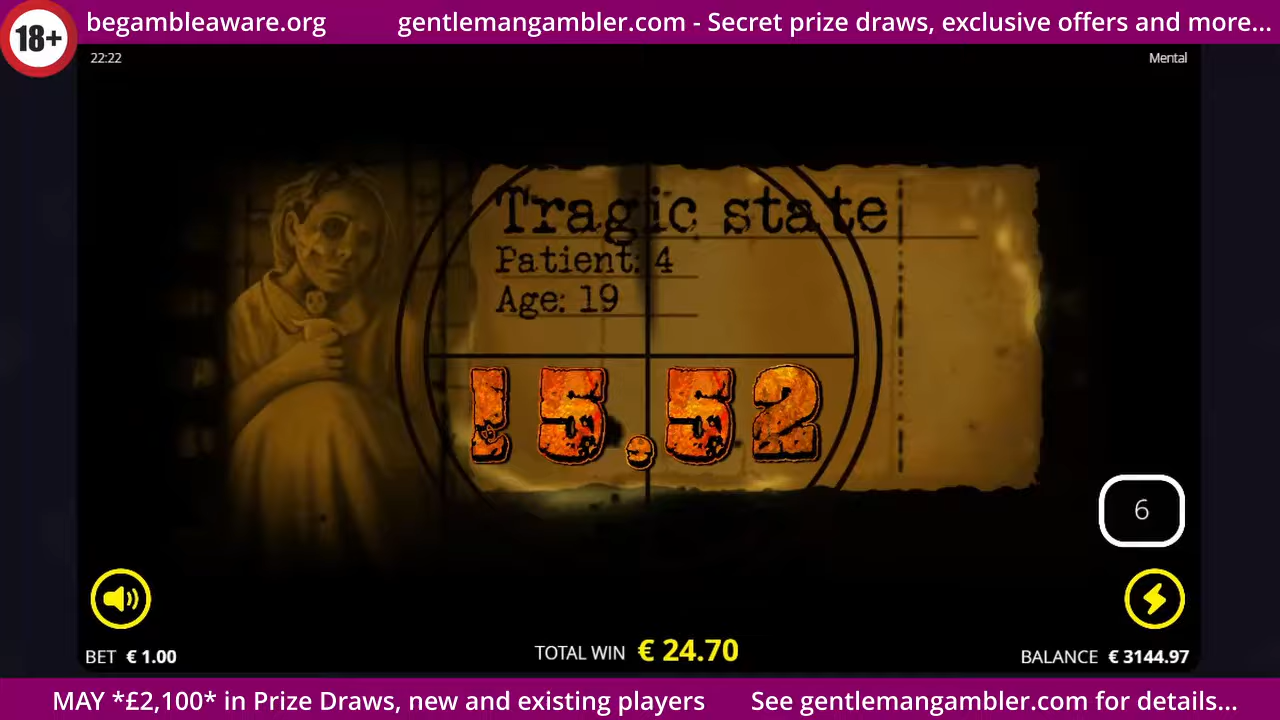 18+
begambleaware.org
gentlemangambler.com - Secret prize draws, exclusive offers and more...
22:22
Mental
Tragic state
Patient: 4
Age: 19
15.52
6
BET € 1.00
TOTAL WIN € 24.70
BALANCE € 3144.97
MAY *£2,100* in Prize Draws, new and existing players
See gentlemangambler.com for details...